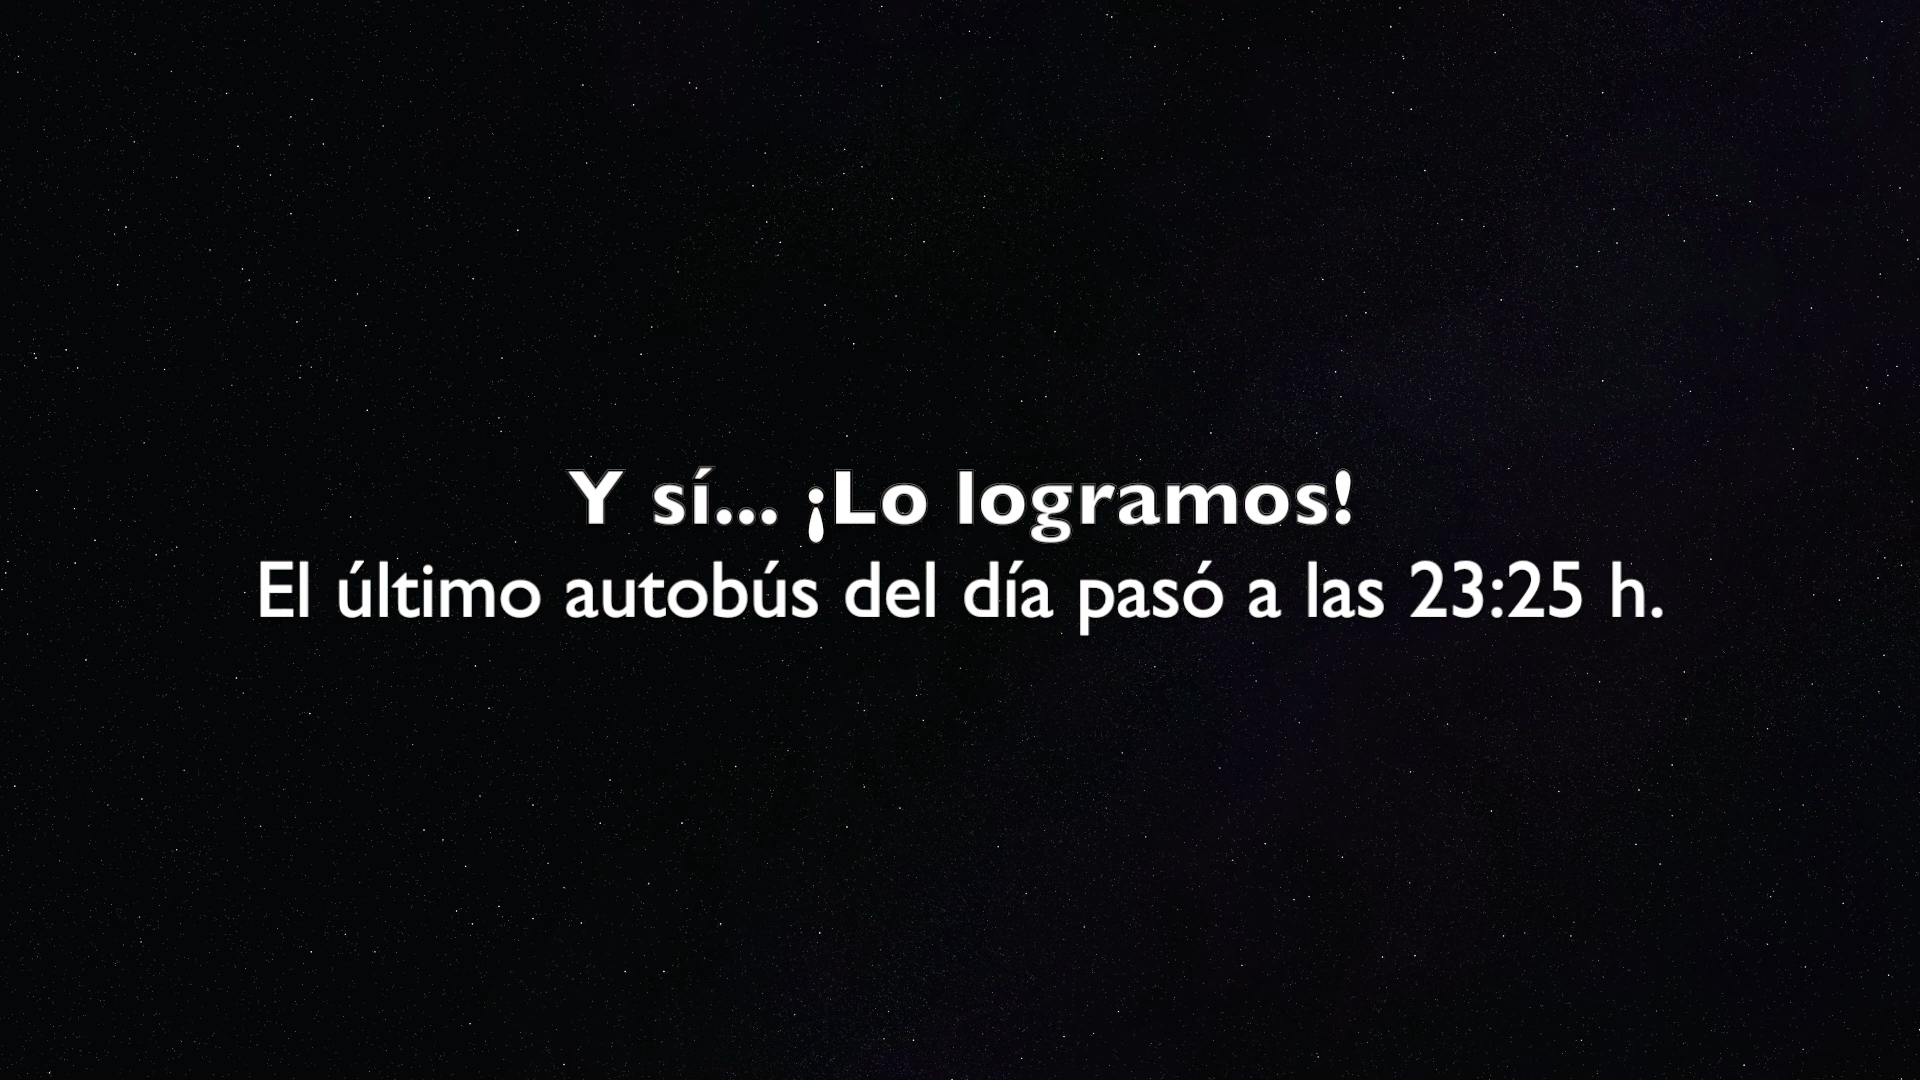 Y sí... ¡Lo logramos!
El último autobús del día pasó a las 23:25 h.